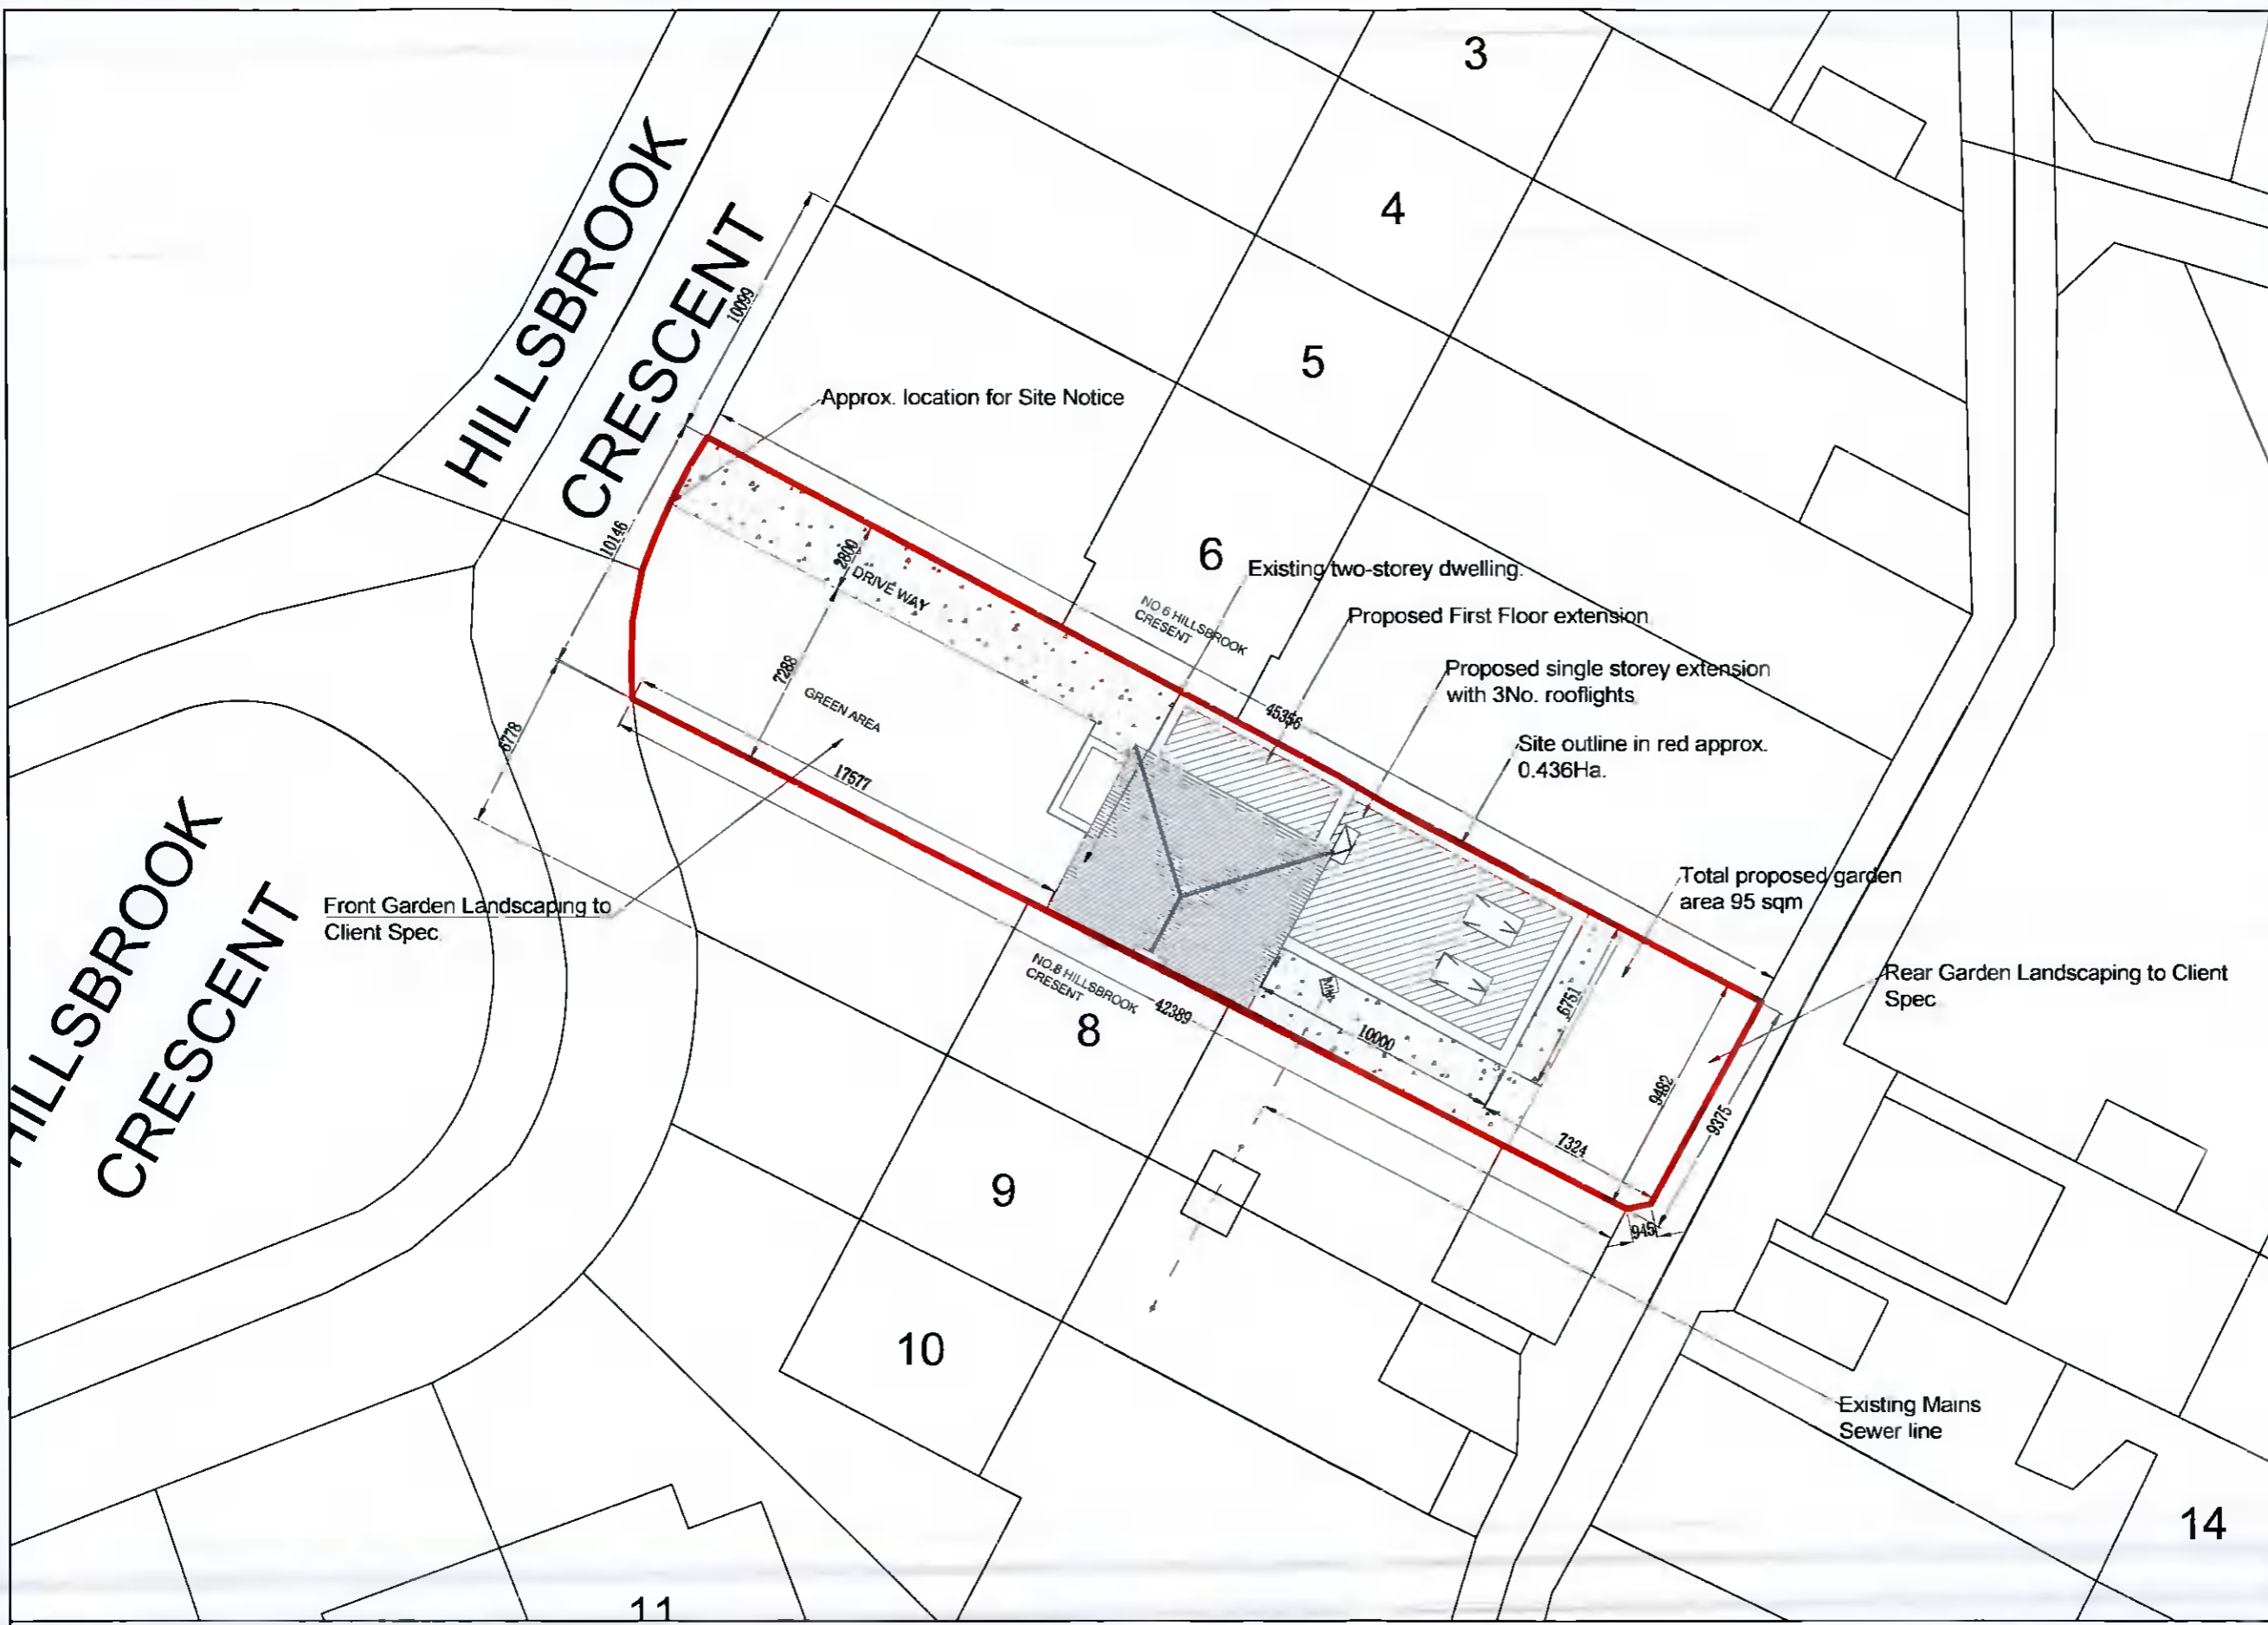 3
4
5
6
HILLSBROOK
CRESCENT
10099
Approx. location for Site Notice
10146
2800
DRIVE WAY
7288
GREEN AREA
17577
6778
NO 6 HILLSBROOK
CRESENT
Existing two-storey dwelling.
Proposed First Floor extension
Proposed single storey extension
with 3No. rooflights
45356
Site outline in red approx.
0.436Ha.
Total proposed garden
area 95 sqm
Rear Garden Landscaping to Client
Spec
HILLSBROOK
CRESCENT
Front Garden Landscaping to
Client Spec
NO.8 HILLSBROOK
CRESENT
42389
8
MH
10000
6751
9482
9375
7324
945
9
10
11
Existing Mains
Sewer line
14